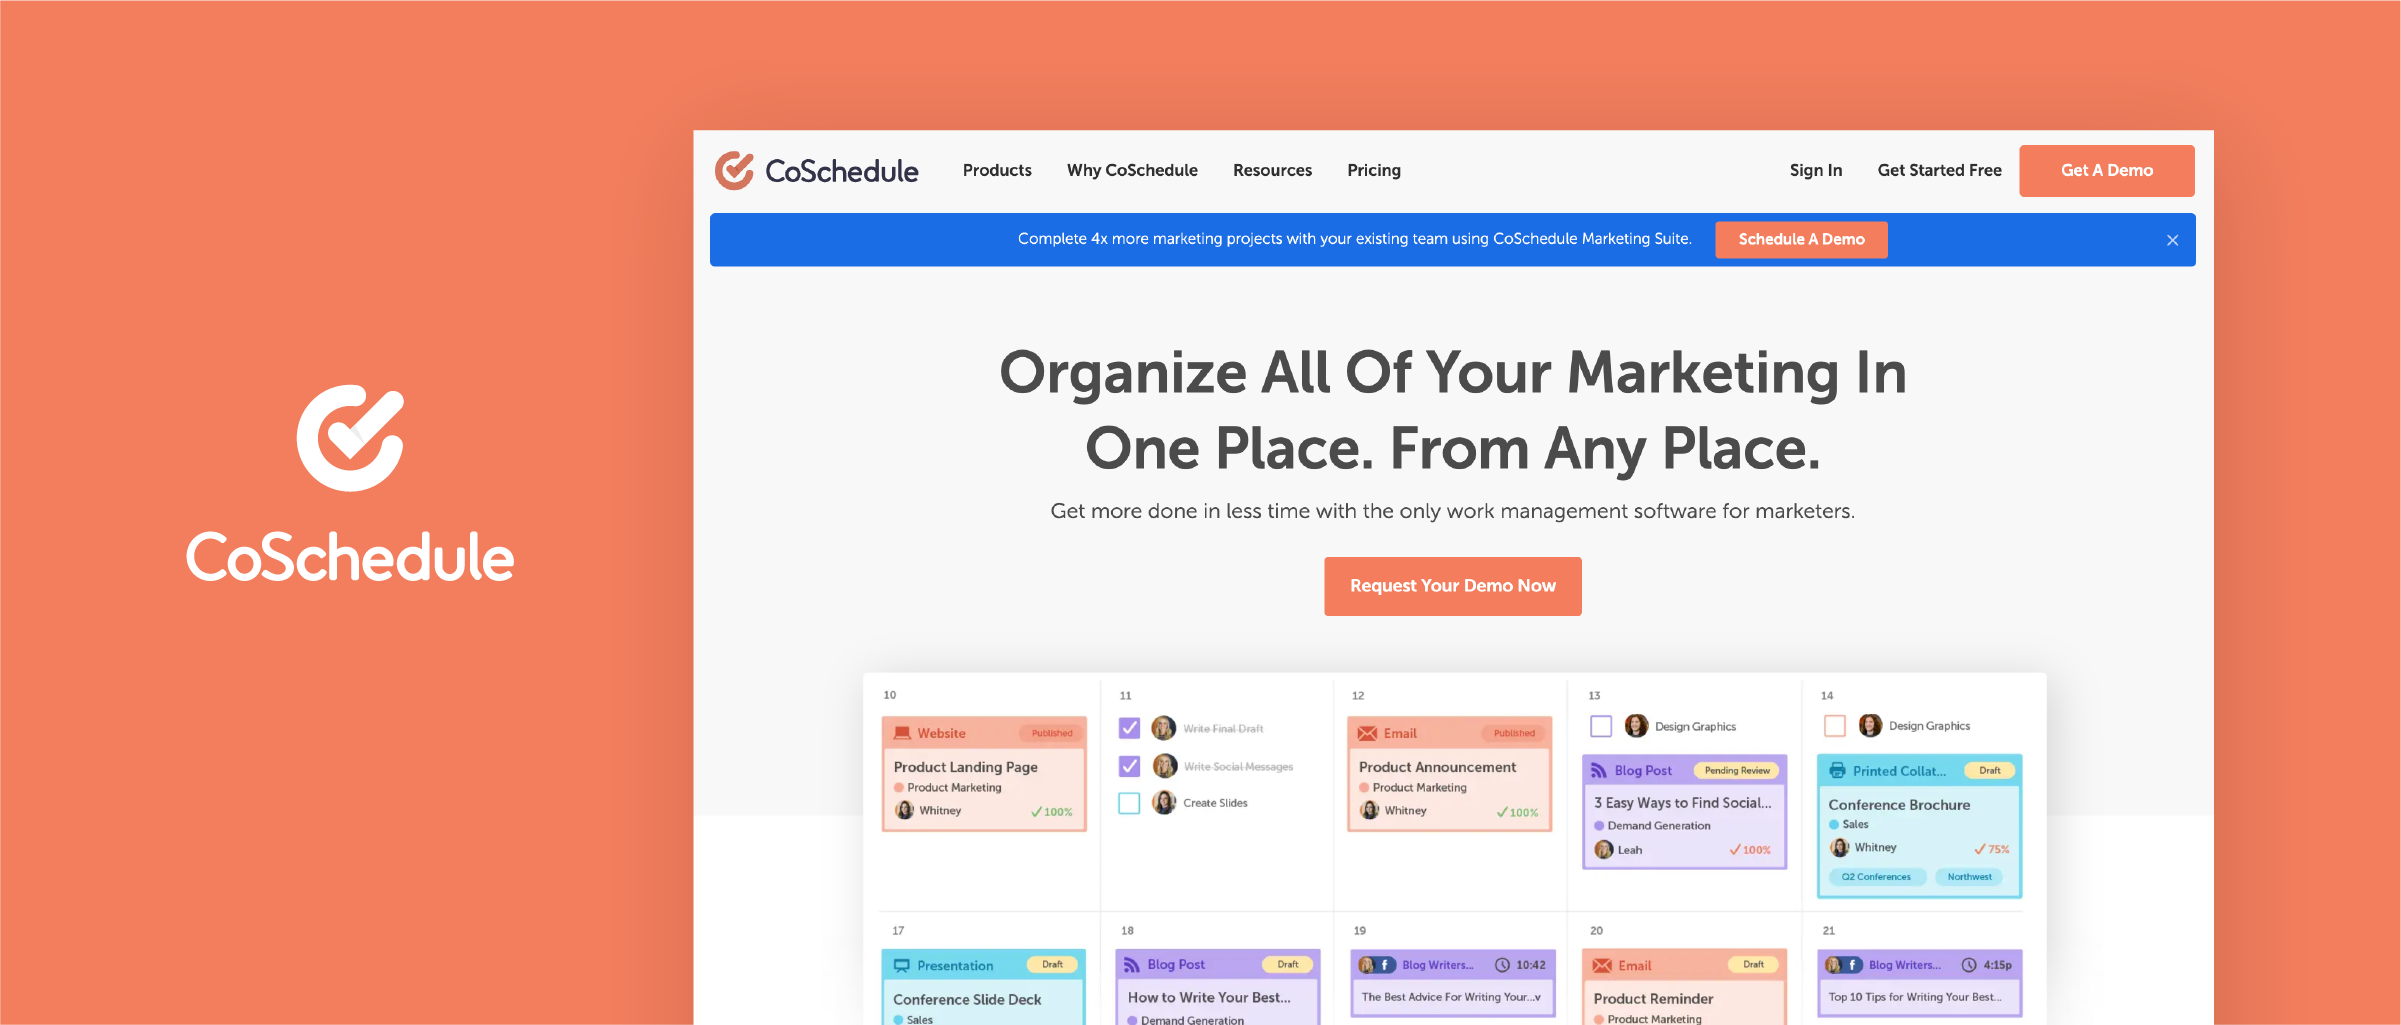 CoSchedule
CoSchedule Products Why CoSchedule Resources Pricing Sign In Get Started Free Get A Demo
Complete 4x more marketing projects with your existing team using CoSchedule Marketing Suite. Schedule A Demo
Organize All Of Your Marketing In
One Place. From Any Place.
Get more done in less time with the only work management software for marketers.
Request Your Demo Now
10
Website Published
Product Landing Page
Product Marketing
Whitney 100%
11
Write Final Draft
Write Social Messages
Create Slides
12
Email Published
Product Announcement
Product Marketing
Whitney 100%
13
Design Graphics
Blog Post Pending Review
3 Easy Ways to Find Social...
Demand Generation
Leah 100%
14
Design Graphics
Printed Collat... Draft
Conference Brochure
Sales
Whitney 75%
Q2 Conferences Northwest
17
Presentation Draft
Conference Slide Deck
Sales
18
Blog Post Draft
How to Write Your Best...
Demand Generation
19
Blog Writers... 10:42
The Best Advice For Writing Your...v
20
Email Draft
Product Reminder
Product Marketing
21
Blog Writers... 4:15p
Top 10 Tips for Writing Your Best...